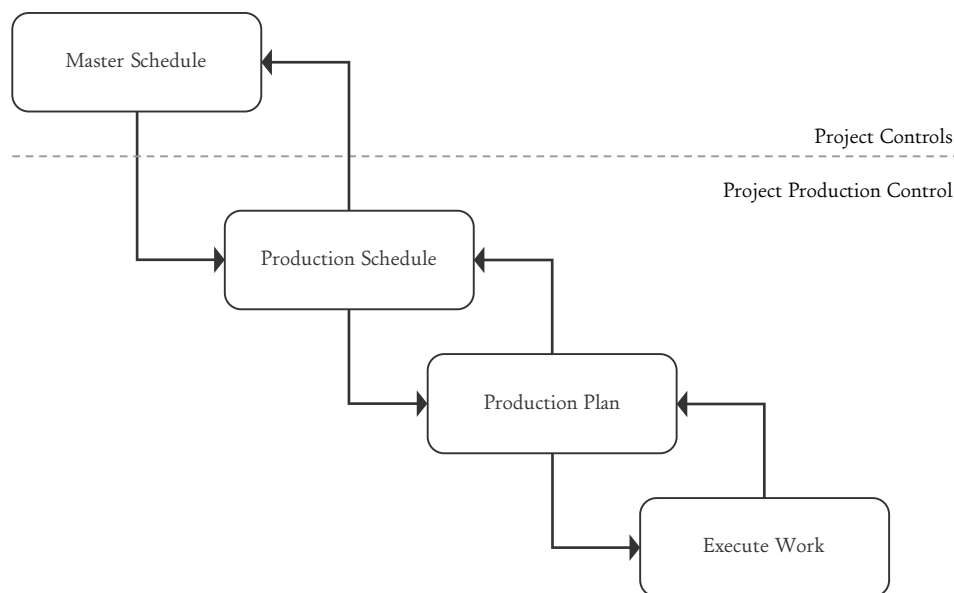 Master Schedule
Project Controls
Project Production Control
Production Schedule
Production Plan
Execute Work